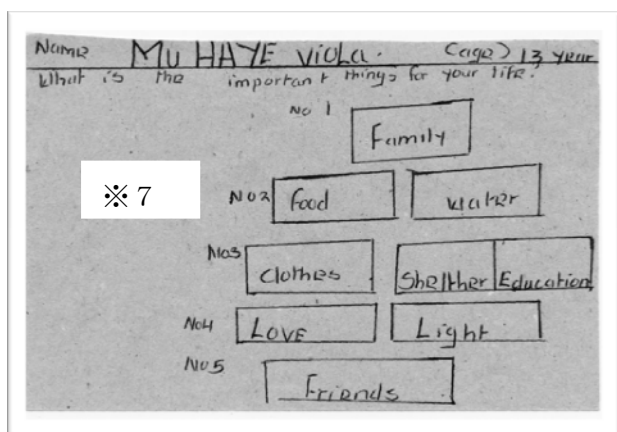 Name MU HAYE ViOLa. (age) 13 year
What is the important things for your life?
No 1
Family
※ 7
No2 food water
No3
Clothes Shelther Education
No4 LOVE Light
No5
Friends